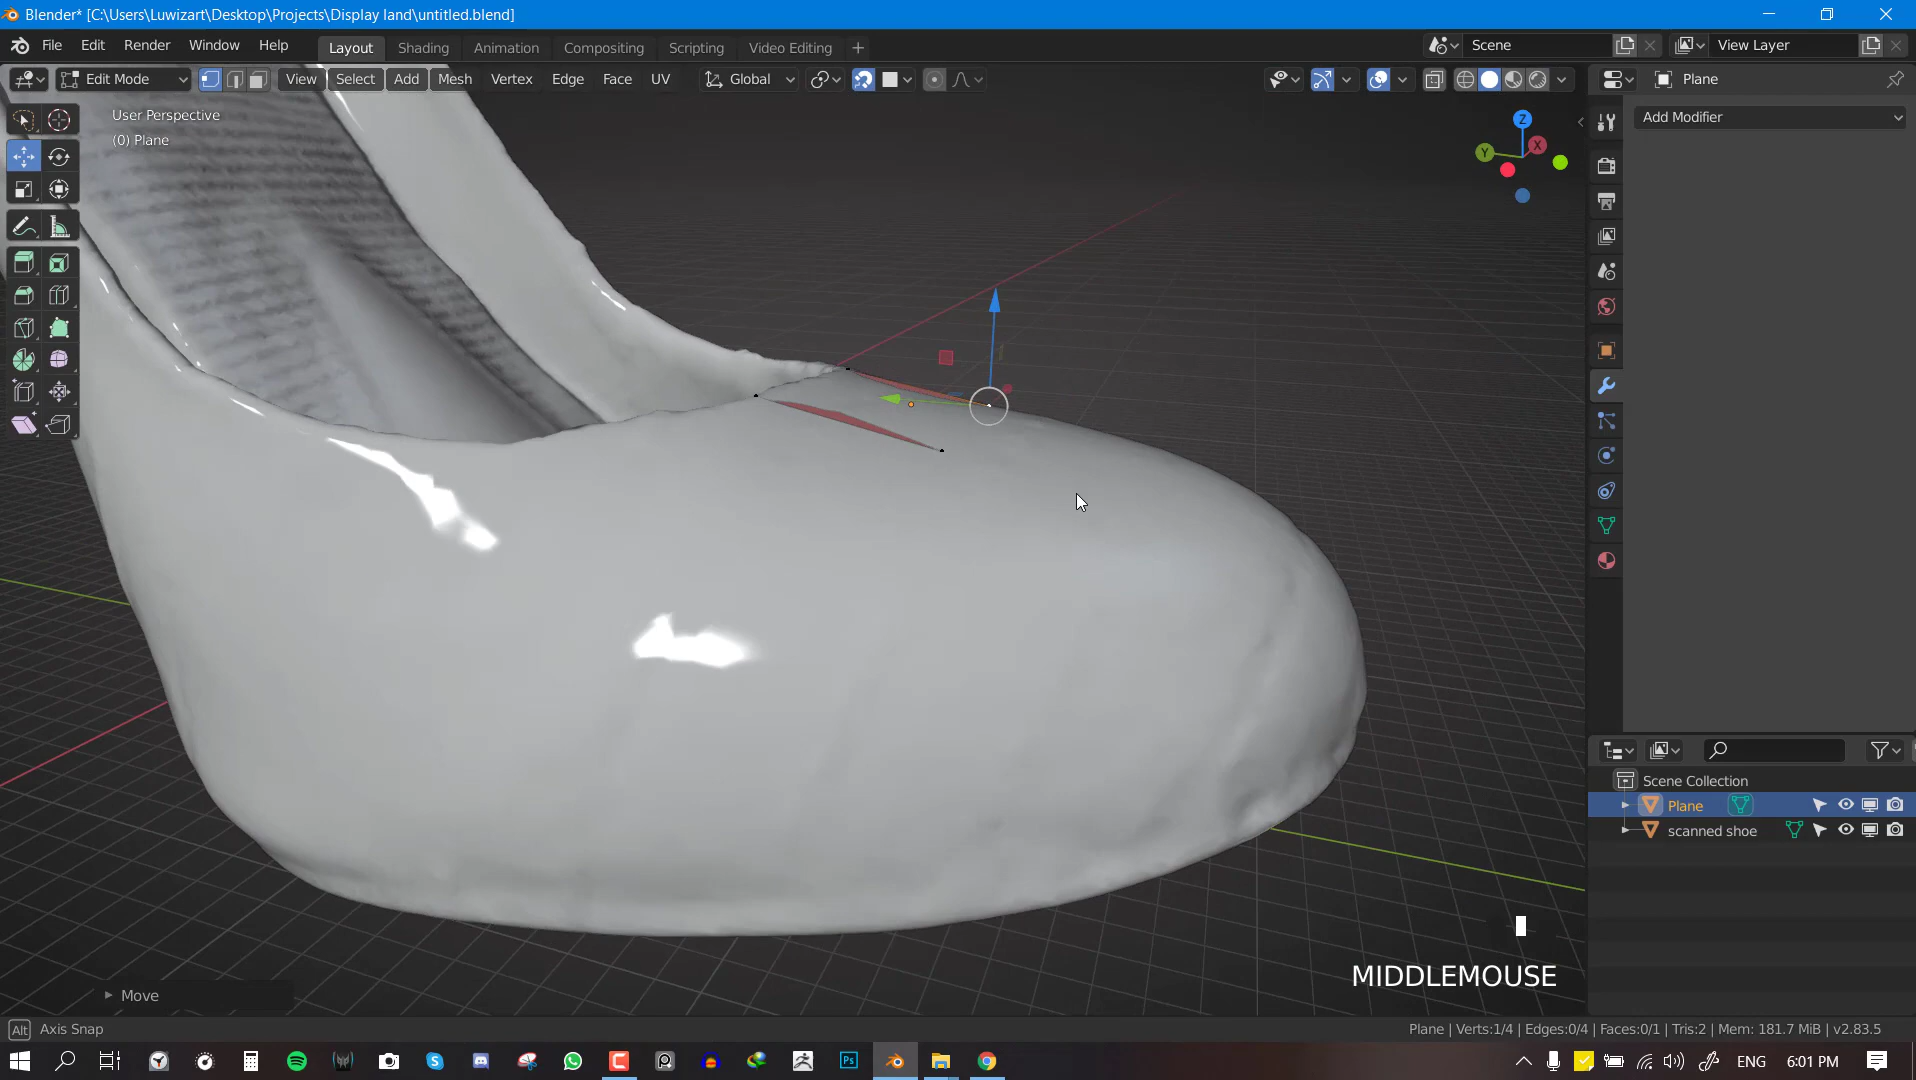 Blender* [C:\Users\Luwizart\Desktop\Projects\Display land\untitled.blend]
File Edit Render Window Help Layout Shading Animation Compositing Scripting Video Editing + Scene View Layer
Edit Mode View Select Add Mesh Vertex Edge Face UV Global Plane
User Perspective
(0) Plane
Add Modifier
Z
Y X
Scene Collection
Plane
scanned shoe
MIDDLEMOUSE
Move
Alt Axis Snap Plane | Verts:1/4 | Edges:0/4 | Faces:0/1 | Tris:2 | Mem: 181.7 MiB | v2.83.5
Ps ENG 6:01 PM